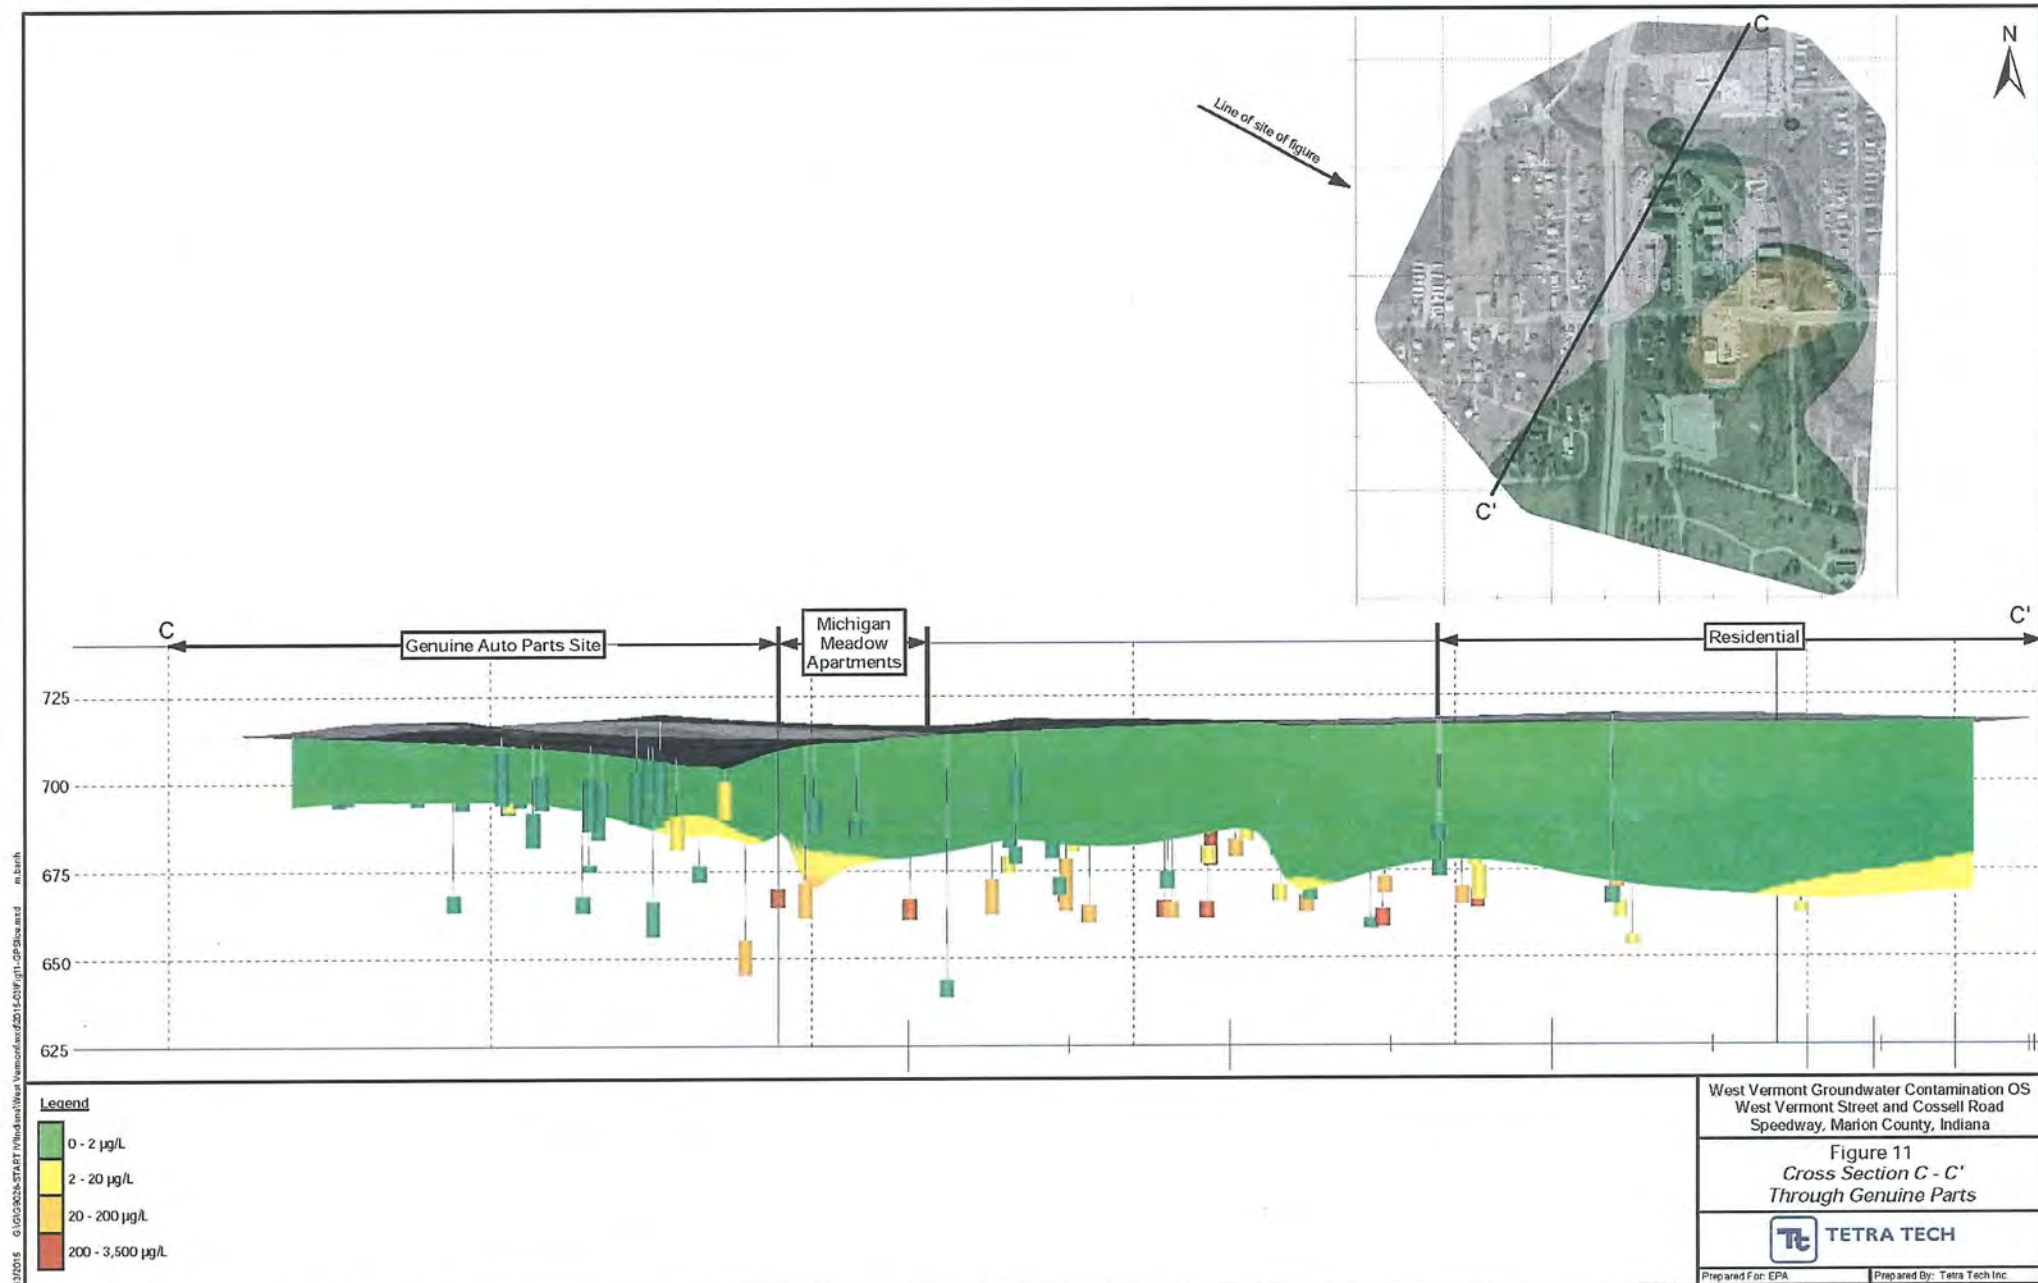 C
N
Line of site of figure
C'
C
Genuine Auto Parts Site
Michigan
Meadow
Apartments
Residential
C'
725
700
675
650
625
Legend
0 - 2 µg/L
2 - 20 µg/L
20 - 200 µg/L
200 - 3,500 µg/L
West Vermont Groundwater Contamination OS
West Vermont Street and Cossell Road
Speedway, Marion County, Indiana
Figure 11
Cross Section C - C'
Through Genuine Parts
TETRA TECH
Prepared For: EPA
Prepared By: Tetra Tech Inc.